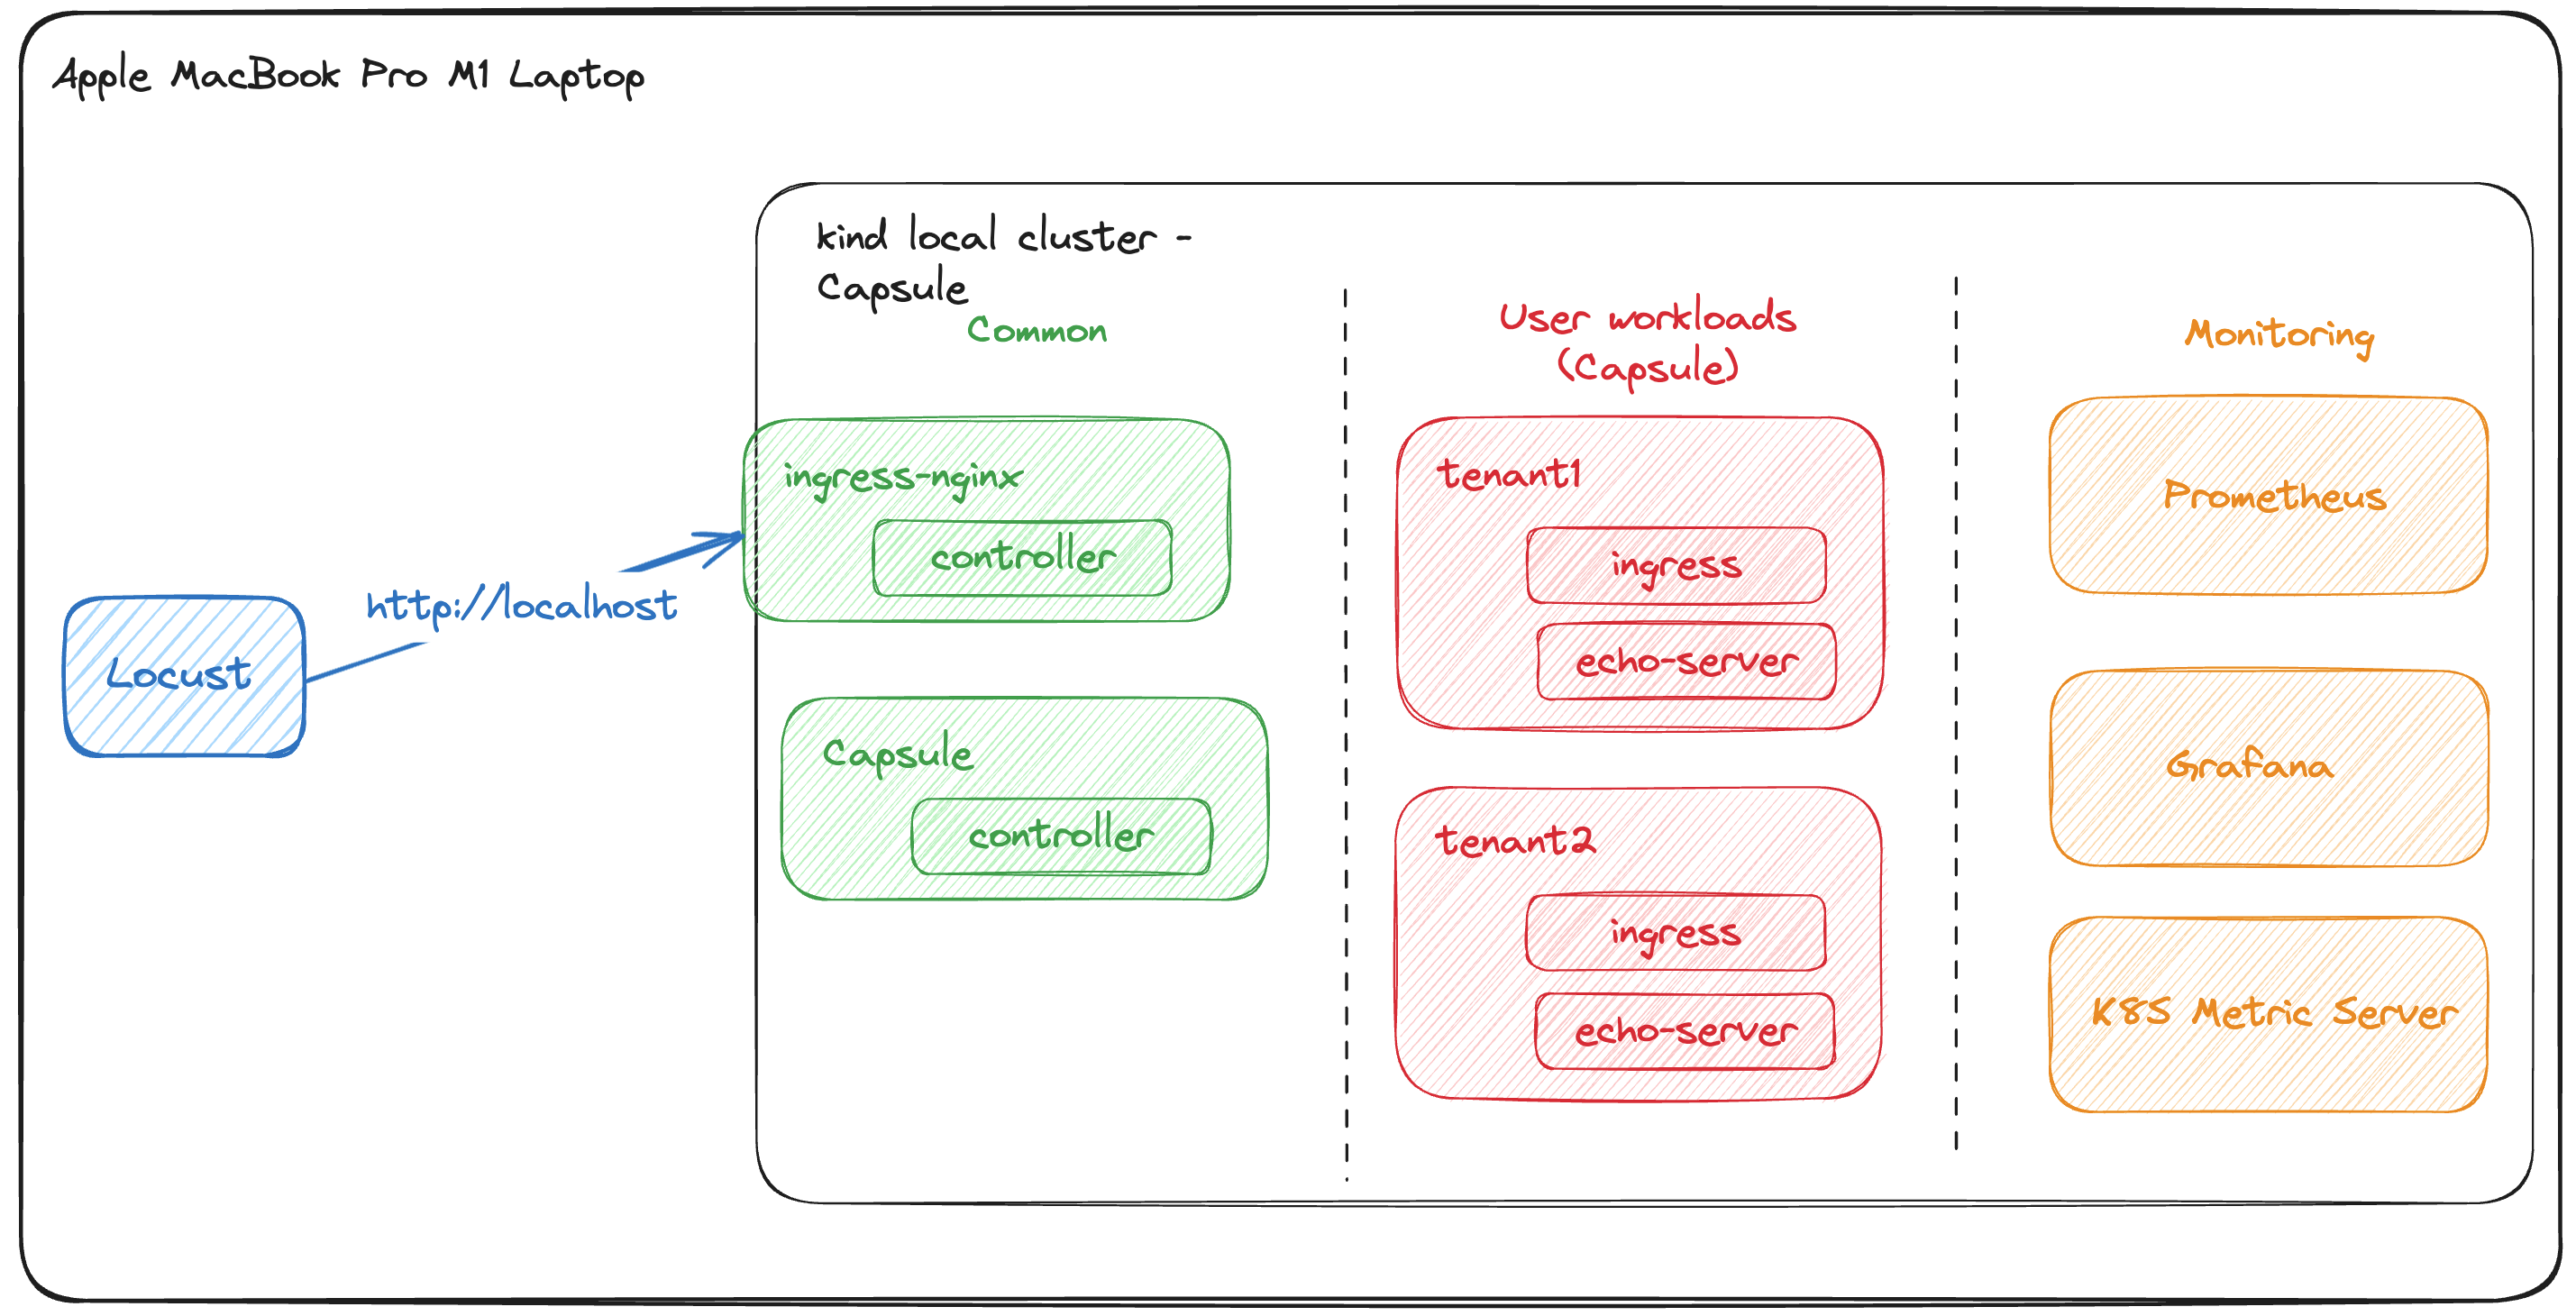 Apple MacBook Pro M1 Laptop
kind local cluster -
Capsule
Common
ingress-nginx
controller
Capsule
controller
http://localhost
Locust
User workloads
(Capsule)
tenant1
ingress
echo-server
tenant2
ingress
echo-server
Monitoring
Prometheus
Grafana
K8S Metric Server